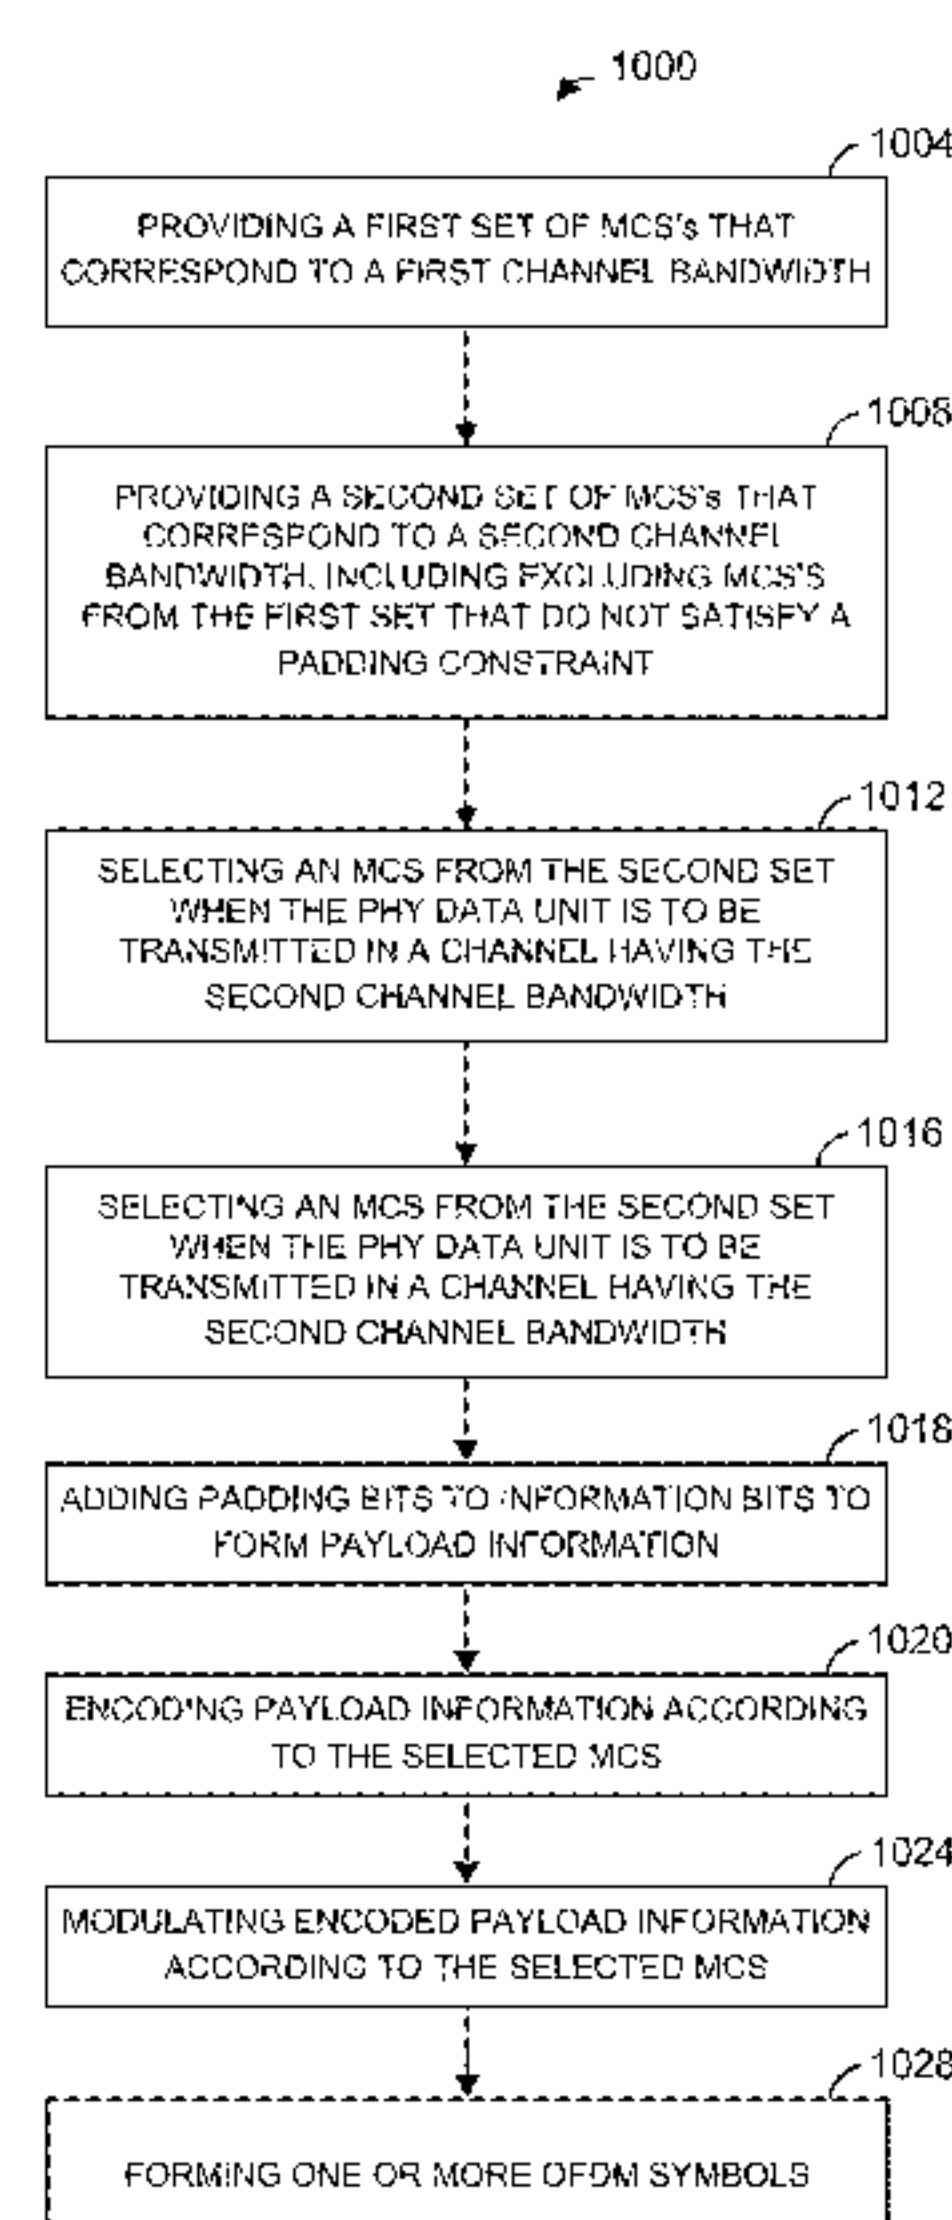 1000
1004
PROVIDING A FIRST SET OF MCS's THAT
CORRESPOND TO A FIRST CHANNEL BANDWIDTH
1008
PROVIDING A SECOND SET OF MCS's THAT
CORRESPOND TO A SECOND CHANNEL
BANDWIDTH, INCLUDING EXCLUDING MCS'S
FROM THE FIRST SET THAT DO NOT SATISFY A
PADDING CONSTRAINT
1012
SELECTING AN MCS FROM THE SECOND SET
WHEN THE PHY DATA UNIT IS TO BE
TRANSMITTED IN A CHANNEL HAVING THE
SECOND CHANNEL BANDWIDTH
1016
SELECTING AN MCS FROM THE SECOND SET
WHEN THE PHY DATA UNIT IS TO BE
TRANSMITTED IN A CHANNEL HAVING THE
SECOND CHANNEL BANDWIDTH
1018
ADDING PADDING BITS TO INFORMATION BITS TO
FORM PAYLOAD INFORMATION
1020
ENCODING PAYLOAD INFORMATION ACCORDING
TO THE SELECTED MCS
1024
MODULATING ENCODED PAYLOAD INFORMATION
ACCORDING TO THE SELECTED MCS
1028
FORMING ONE OR MORE OFDM SYMBOLS